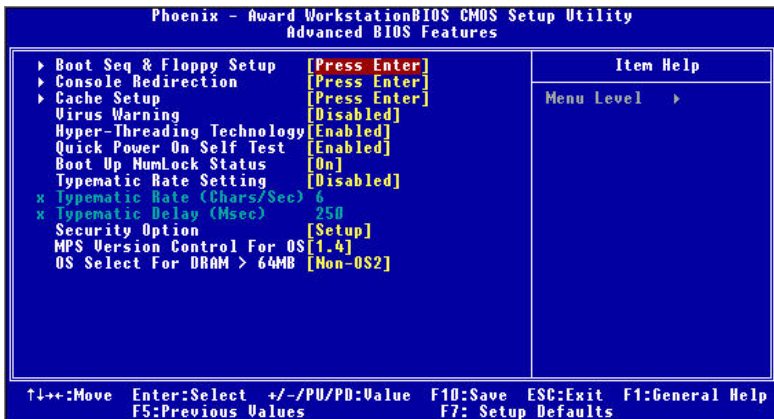 Phoenix - Award WorkstationBIOS CMOS Setup Utility
Advanced BIOS Features
Boot Seq & Floppy Setup [Press Enter]
Console Redirection [Press Enter]
Cache Setup [Press Enter]
Virus Warning [Disabled]
Hyper-Threading Technology[Enabled]
Quick Power On Self Test [Enabled]
Boot Up NumLock Status [On]
Typematic Rate Setting [Disabled]
x Typematic Rate (Chars/Sec) 6
x Typematic Delay (Msec) 250
Security Option [Setup]
MPS Version Control For OS[1.4]
OS Select For DRAM > 64MB [Non-OS2]
Item Help
Menu Level
↑↓→←:Move Enter:Select +/-/PU/PD:Value F10:Save ESC:Exit F1:General Help
F5:Previous Values F7: Setup Defaults